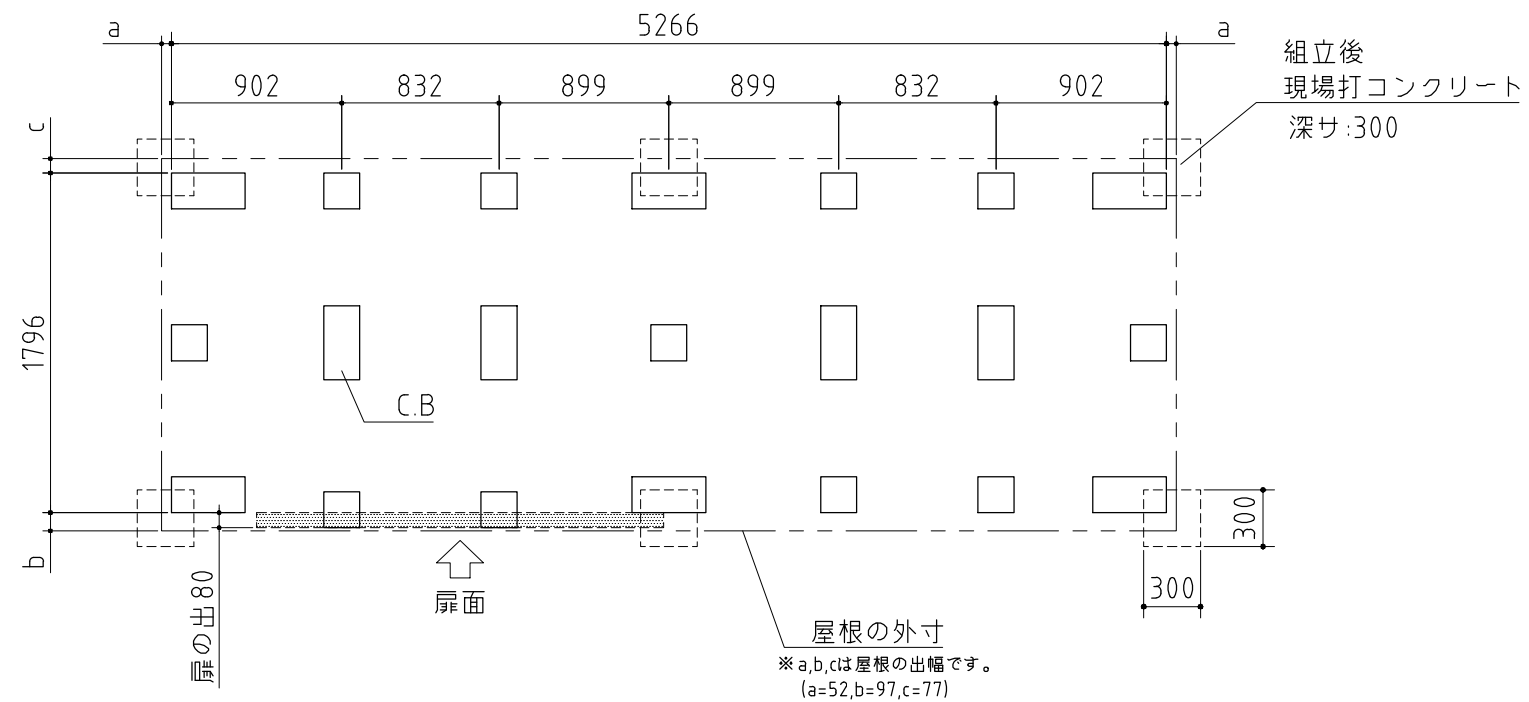 a
5266
a
902
832
899
899
832
902
組立後
現場打コンクリート
深サ:300
c
1796
C.B
b
扉の出80
扉面
300
300
屋根の外寸
※a,b,cは屋根の出幅です。
(a=52,b=97,c=77)